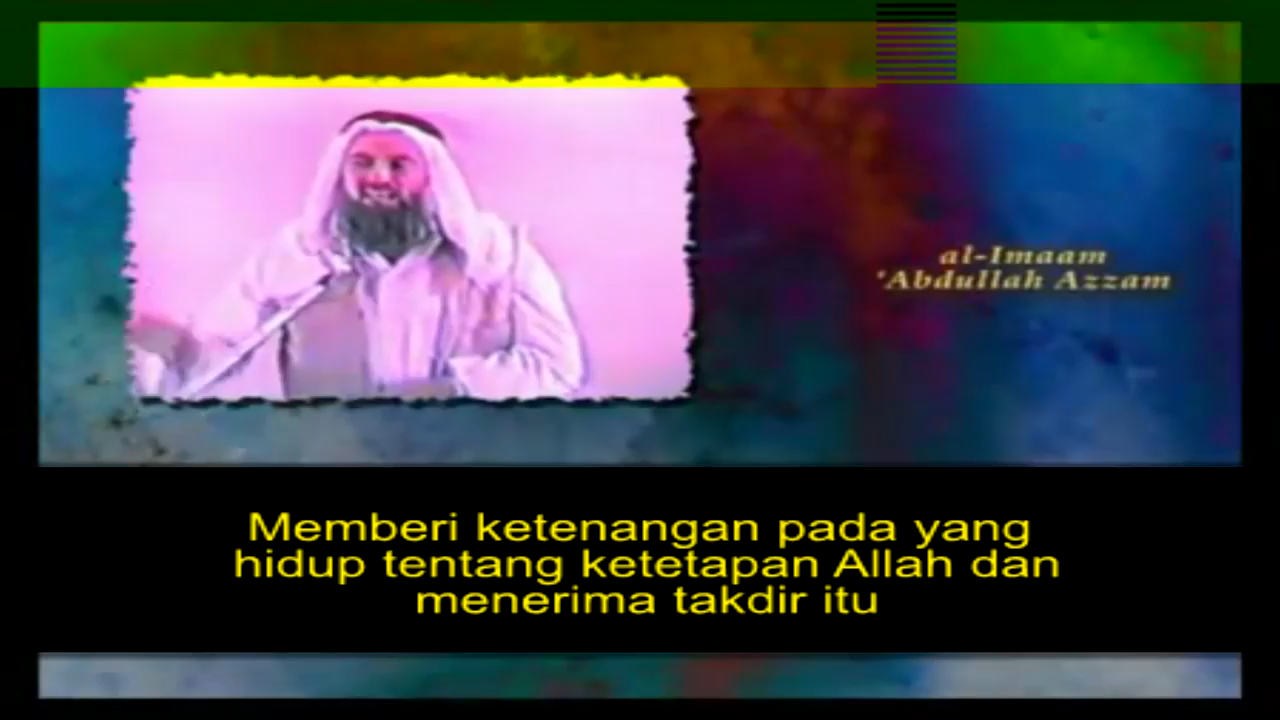 al-Imaam
'Abdullah Azzam
Memberi ketenangan pada yang
hidup tentang ketetapan Allah dan
menerima takdir itu